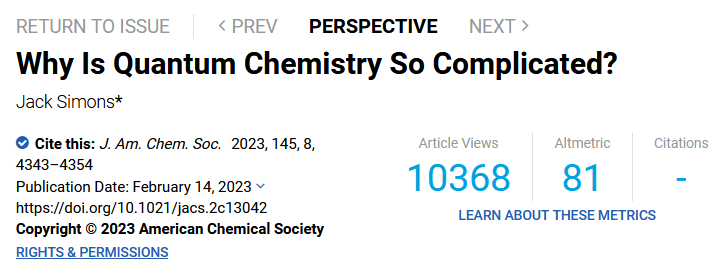 RETURN TO ISSUE < PREV PERSPECTIVE NEXT >
Why Is Quantum Chemistry So Complicated?
Jack Simons*
Cite this: J. Am. Chem. Soc. 2023, 145, 8,
4343–4354
Publication Date: February 14, 2023
https://doi.org/10.1021/jacs.2c13042
Copyright © 2023 American Chemical Society
RIGHTS & PERMISSIONS
Article Views Altmetric Citations
10368 81 -
LEARN ABOUT THESE METRICS